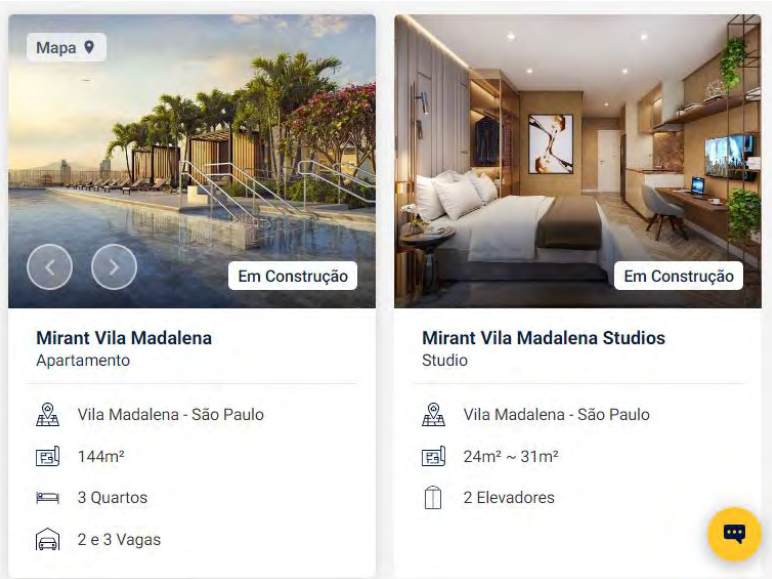 Mapa
Em Construção
Mirant Vila Madalena
Apartamento
Vila Madalena - São Paulo
144m²
3 Quartos
2 e 3 Vagas
Em Construção
Mirant Vila Madalena Studios
Studio
Vila Madalena - São Paulo
24m² ~ 31m²
2 Elevadores